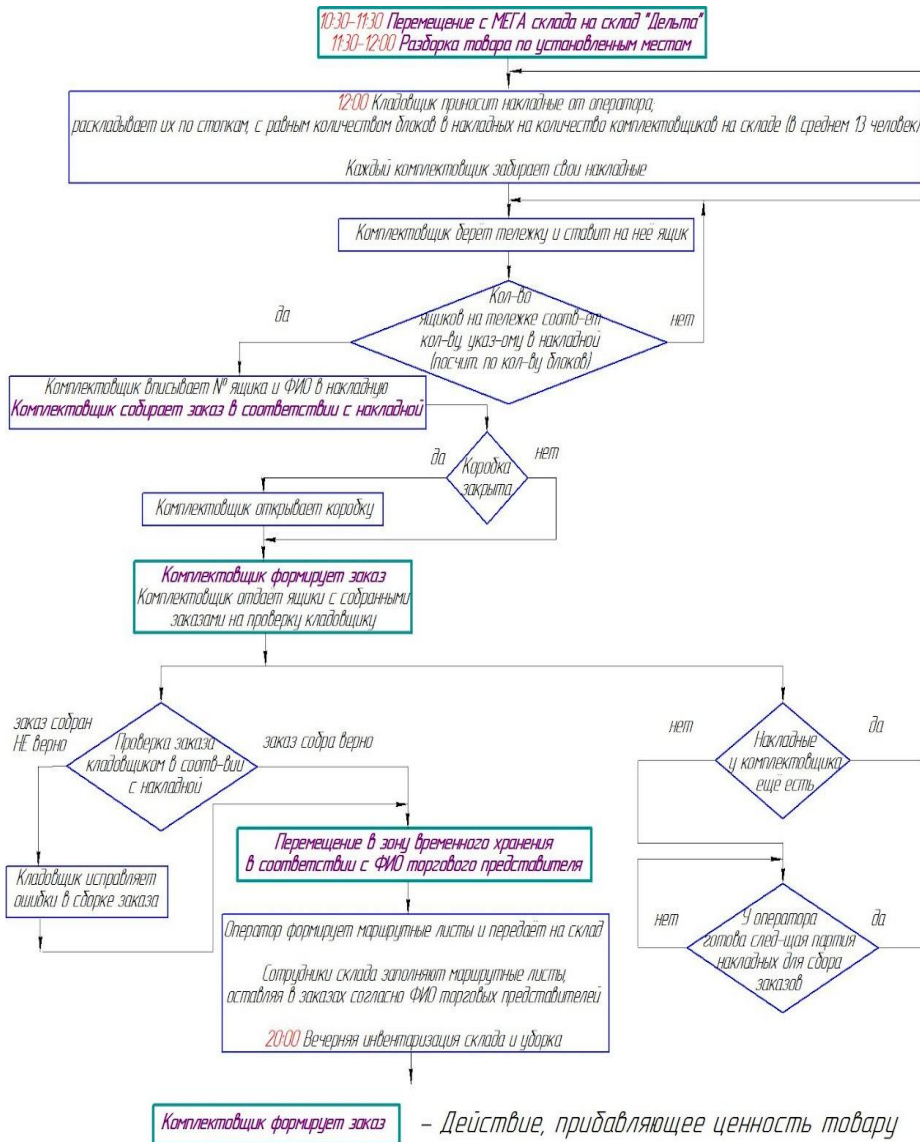 10:30-11:30 Перемещение с МЕГА склада на склад "Дельта"
11:30-12:00 Разборка товара по установленным местам
12:00 Кладовщик приносит накладные от оператора;
раскладывает их по стопкам, с равным количеством блоков в накладных на количество комплектовщиков на складе (в среднем 13 человек)
Каждый комплектовщик забирает свои накладные
Комплектовщик берёт тележку и ставит на неё ящик
Кол-во
ящиков на тележке соотв-ет
кол-ву, указ-ому в накладной
(посчит. по кол-ву блоков)
да
нет
Комплектовщик вписывает № ящика и ФИО в накладную
Комплектовщик собирает заказ в соответствии с накладной
Коробка
закрыта
да
нет
Комплектовщик открывает коробку
Комплектовщик формирует заказ
Комплектовщик отдаёт ящики с собранными
заказами на проверку кладовщику
заказ собран
НЕ верно
Проверка заказа
кладовщиком в соотв-вии
с накладной
заказ собра верно
нет
Накладные
у комплектовщика
ещё есть
да
Перемещение в зону временного хранения
в соответствии с ФИО торгового представителя
Кладовщик исправляет
ошибки в сборке заказа
нет
У оператора
готова след-щая партия
накладных для сбора
заказов
да
Оператор формирует маршрутные листы и передаёт на склад
Сотрудники склада заполняют маршрутные листы,
оставляя в заказах согласно ФИО торговых представителей
20:00 Вечерняя инвентаризация склада и уборка
Комплектовщик формирует заказ – Действие, прибавляющее ценность товару